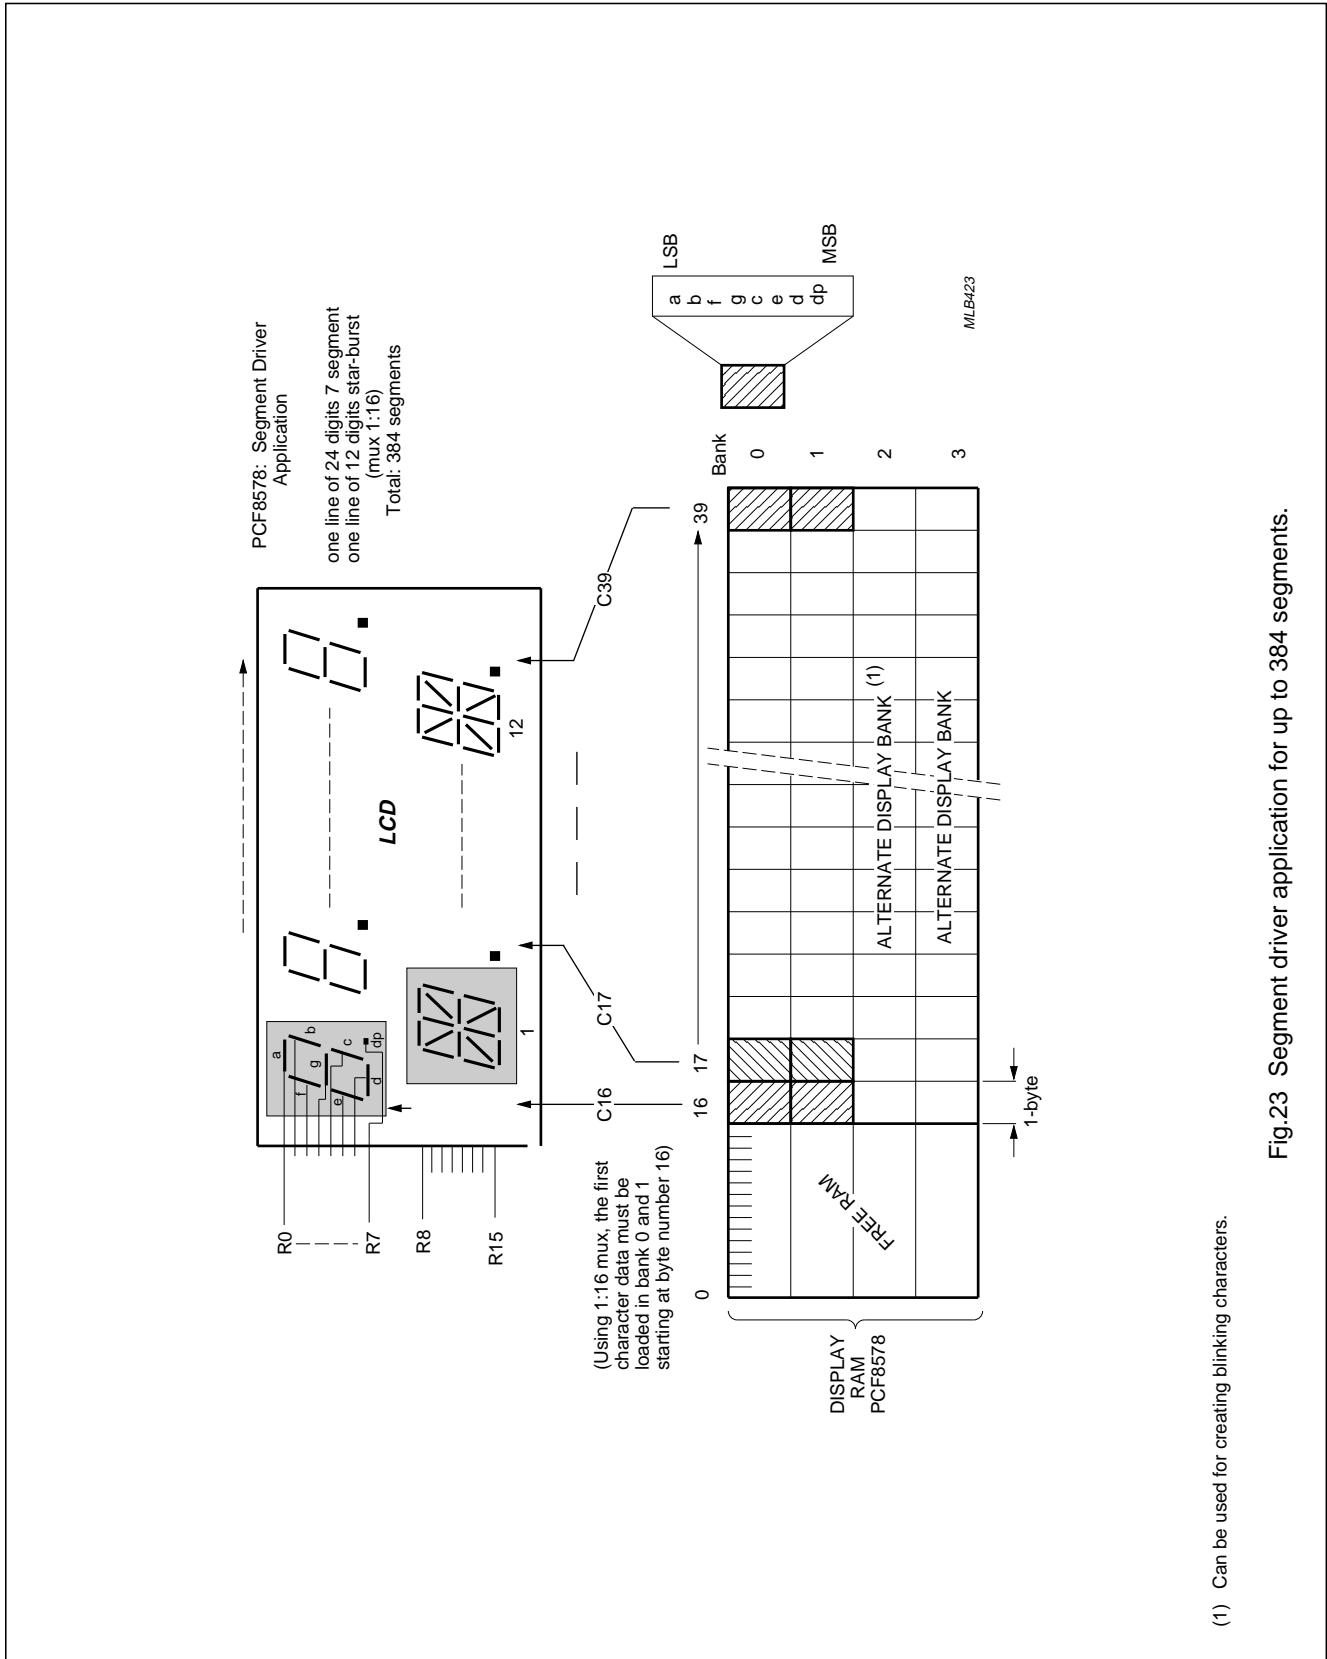 PCF8578: Segment Driver
Application
one line of 24 digits 7 segment
one line of 12 digits star-burst
(mux 1:16)
Total: 384 segments
R0
R7
R8
R15
a
b
f
g
e
c
d
dp
LCD
1
12
(Using 1:16 mux, the first
character data must be
loaded in bank 0 and 1
starting at byte number 16)
C16
C17
C39
0
16
17
39
Bank
0
1
2
3
DISPLAY
RAM
PCF8578
FREE RAM
ALTERNATE DISPLAY BANK (1)
ALTERNATE DISPLAY BANK
1-byte
LSB
a
b
f
g
c
e
d
dp
MSB
MLB423
(1) Can be used for creating blinking characters.
Fig.23 Segment driver application for up to 384 segments.